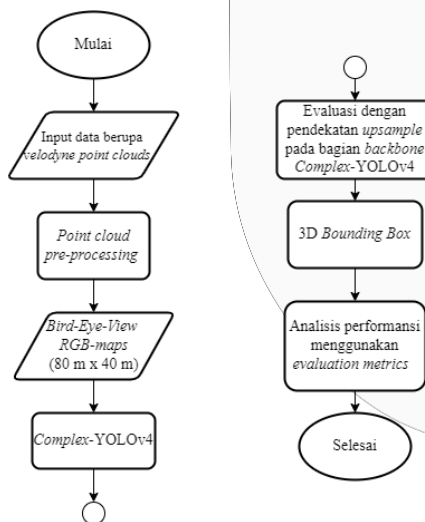 Mulai
Input data berupa
velodyne point clouds
Point cloud
pre-processing
Bird-Eye-View
RGB-maps
(80 m x 40 m)
Complex-YOLOv4
Evaluasi dengan
pendekatan upsample
pada bagian backbone
Complex-YOLOv4
3D Bounding Box
Analisis performansi
menggunakan
evaluation metrics
Selesai